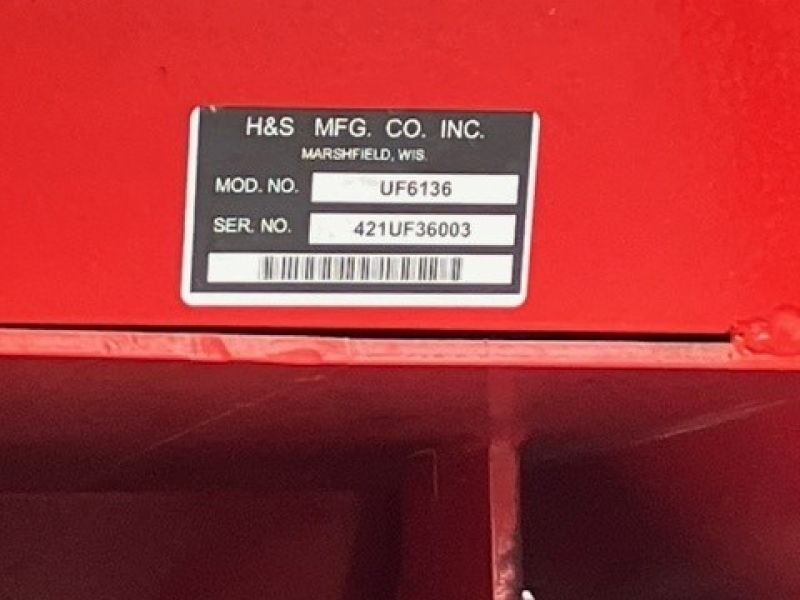 H&S MFG. CO. INC.
MARSHFIELD, WIS.
MOD. NO. UF6136
SER. NO. 421UF36003